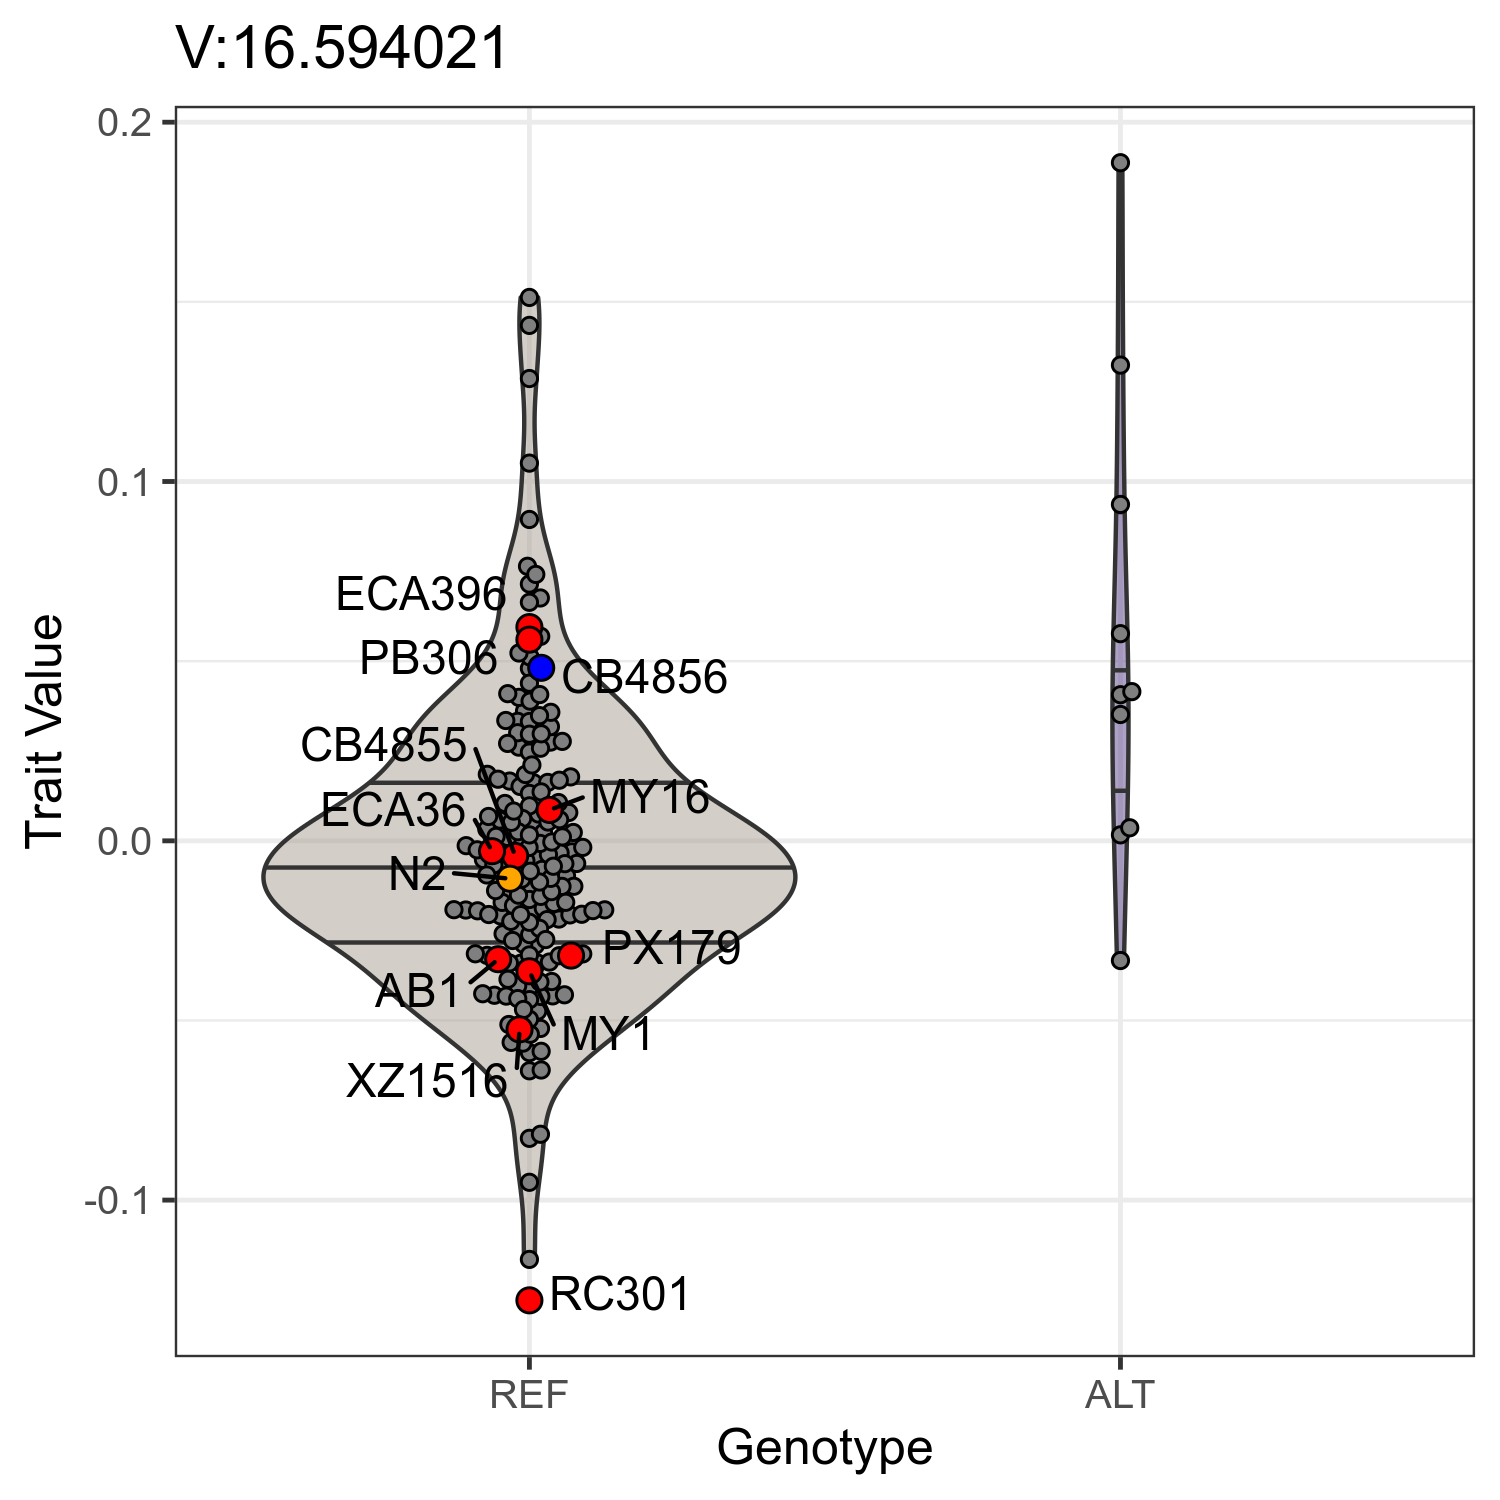 V:16.594021
0.2
0.1
0.0
-0.1
Trait Value
ECA396
PB306
CB4856
CB4855
MY16
ECA36
N2
PX179
AB1
MY1
XZ1516
RC301
REF
ALT
Genotype